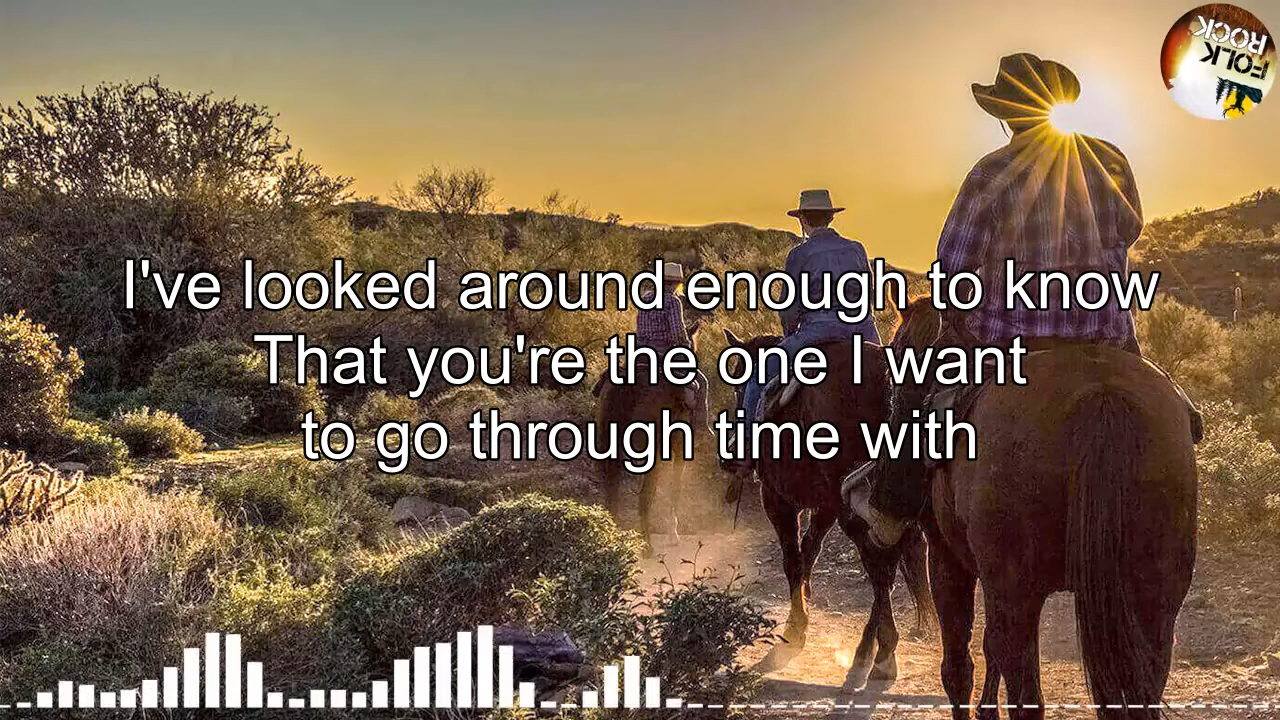 ROCK
FOLK
I've looked around enough to know
That you're the one I want
to go through time with